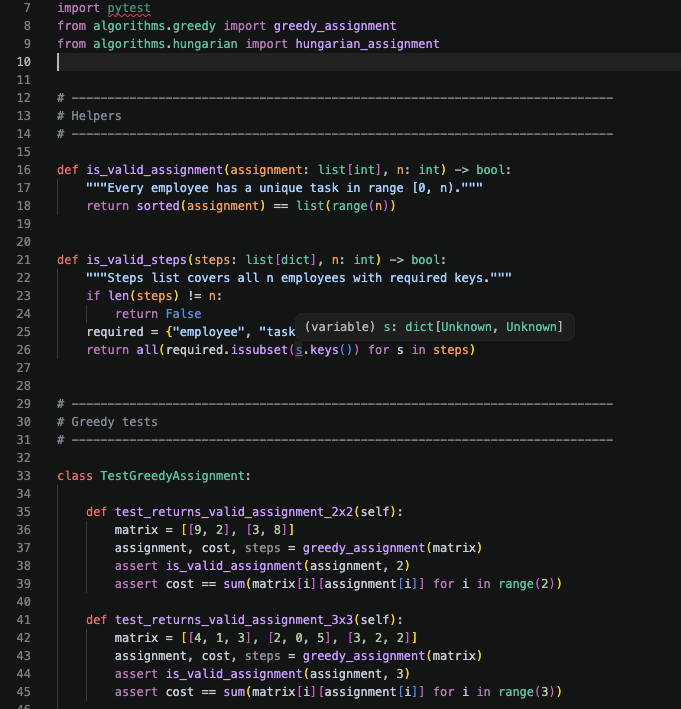 7 import pytest
8 from algorithms.greedy import greedy_assignment
9 from algorithms.hungarian import hungarian_assignment
10
11
12 # ---------------------------------------------------------------------------
13 # Helpers
14 # ---------------------------------------------------------------------------
15
16 def is_valid_assignment(assignment: list[int], n: int) -> bool:
17     """Every employee has a unique task in range [0, n)."""
18     return sorted(assignment) == list(range(n))
19
20
21 def is_valid_steps(steps: list[dict], n: int) -> bool:
22     """Steps list covers all n employees with required keys."""
23     if len(steps) != n:
24         return False
(variable) s: dict[Unknown, Unknown]
25     required = {"employee", "task
26     return all(required.issubset(s.keys()) for s in steps)
27
28
29 # ---------------------------------------------------------------------------
30 # Greedy tests
31 # ---------------------------------------------------------------------------
32
33 class TestGreedyAssignment:
34
35     def test_returns_valid_assignment_2x2(self):
36         matrix = [[9, 2], [3, 8]]
37         assignment, cost, steps = greedy_assignment(matrix)
38         assert is_valid_assignment(assignment, 2)
39         assert cost == sum(matrix[i][assignment[i]] for i in range(2))
40
41     def test_returns_valid_assignment_3x3(self):
42         matrix = [[4, 1, 3], [2, 0, 5], [3, 2, 2]]
43         assignment, cost, steps = greedy_assignment(matrix)
44         assert is_valid_assignment(assignment, 3)
45         assert cost == sum(matrix[i][assignment[i]] for i in range(3))